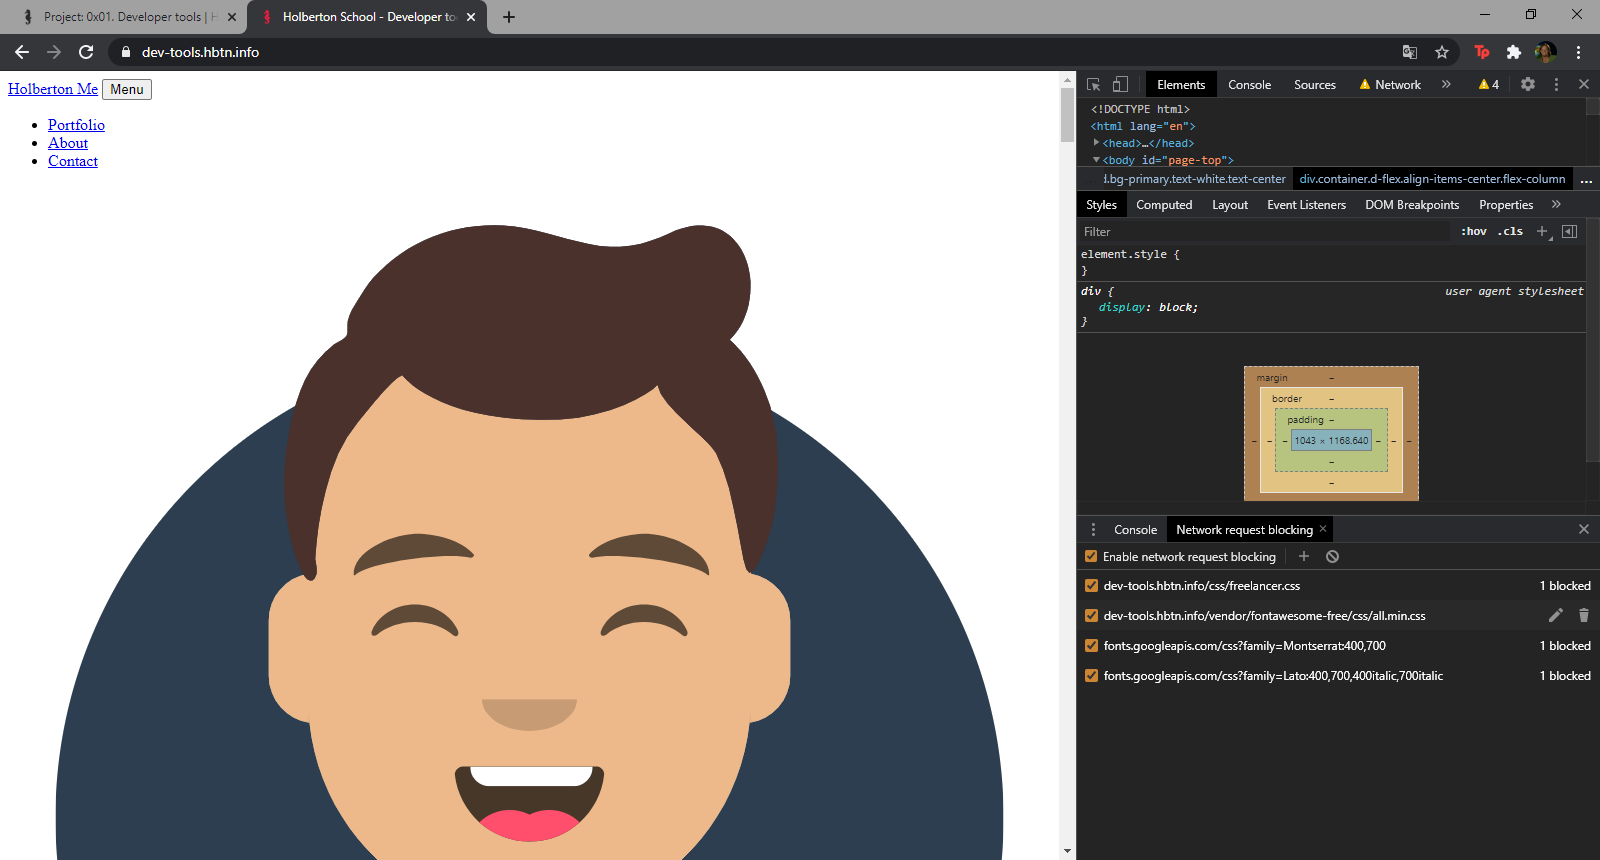 Project: 0x01. Developer tools | H
Holberton School - Developer to
dev-tools.hbtn.info
Tp
Holberton Me Menu
Portfolio
About
Contact
Elements Console Sources Network 4
<!DOCTYPE html>
<html lang="en">
<head>…</head>
<body id="page-top">
l.bg-primary.text-white.text-center div.container.d-flex.align-items-center.flex-column ...
Styles Computed Layout Event Listeners DOM Breakpoints Properties
Filter :hov .cls
element.style {
}
div { user agent stylesheet
display: block;
}
margin –
border –
padding –
– – – 1043 × 1168.640 – – –
–
–
Console Network request blocking
Enable network request blocking
dev-tools.hbtn.info/css/freelancer.css 1 blocked
dev-tools.hbtn.info/vendor/fontawesome-free/css/all.min.css
fonts.googleapis.com/css?family=Montserrat:400,700 1 blocked
fonts.googleapis.com/css?family=Lato:400,700,400italic,700italic 1 blocked